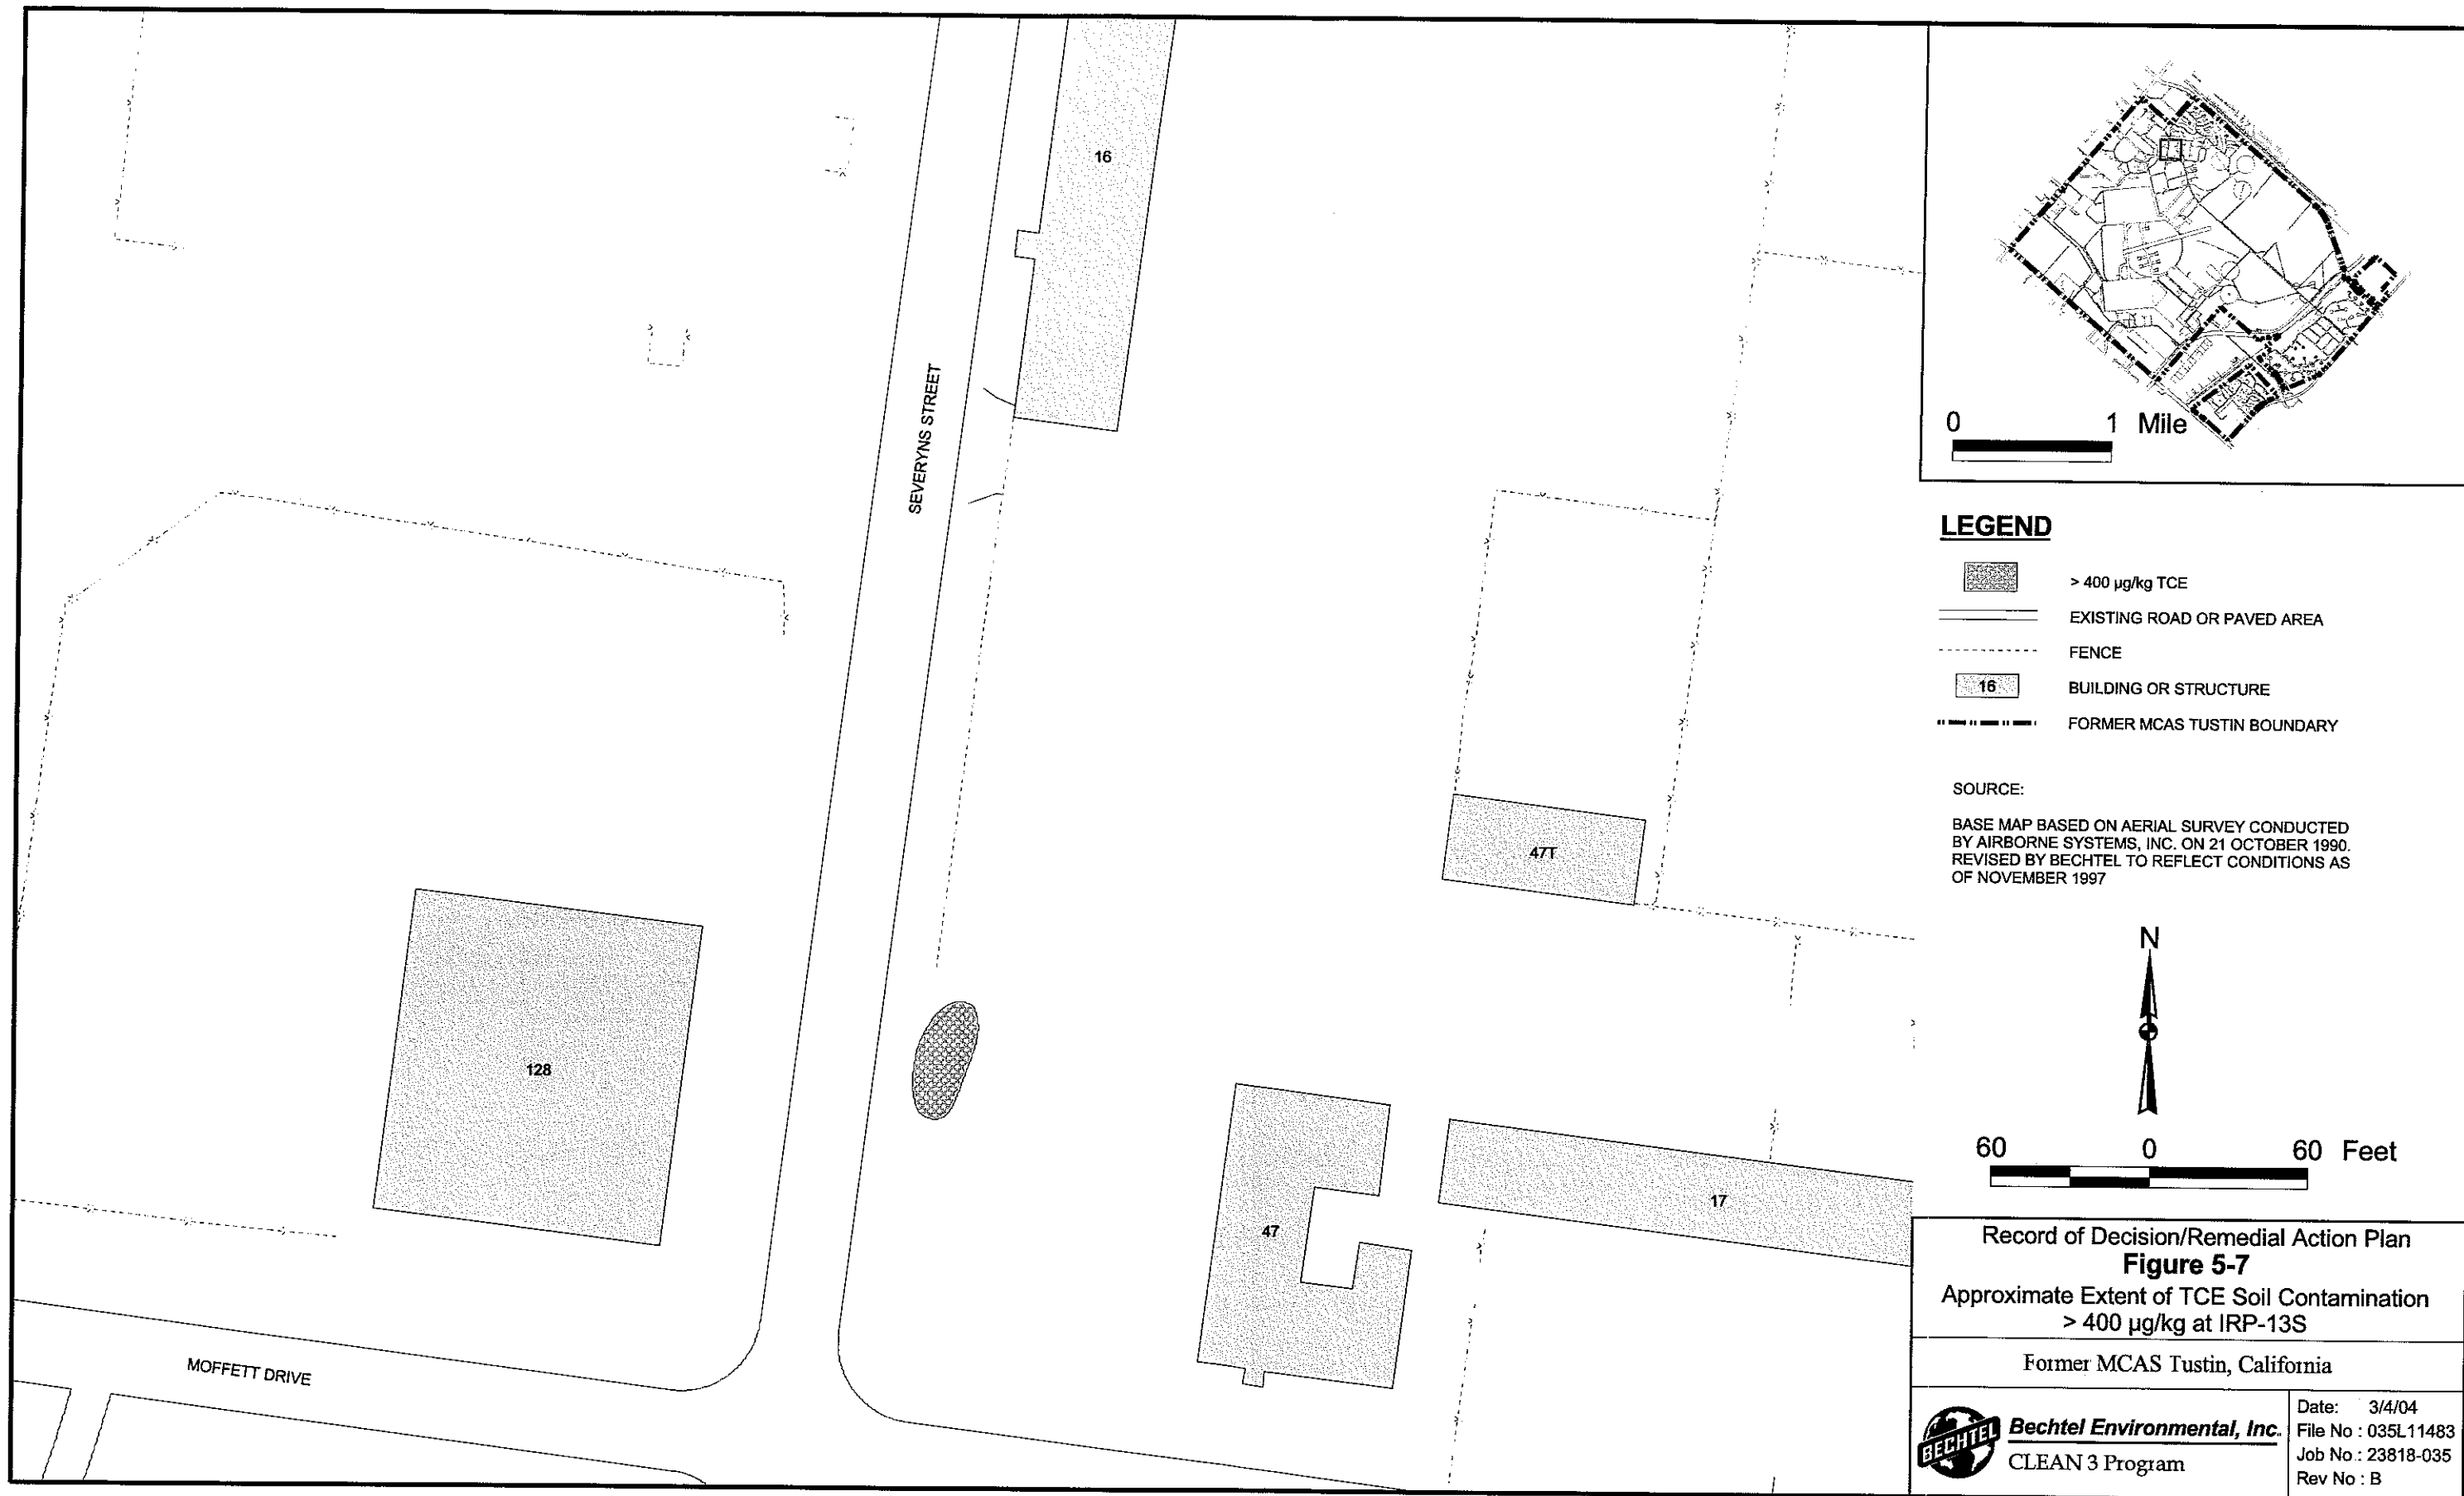 16
SEVERYNS STREET
47T
128
47
17
MOFFETT DRIVE
0 1 Mile
LEGEND
> 400 µg/kg TCE
EXISTING ROAD OR PAVED AREA
FENCE
16 BUILDING OR STRUCTURE
FORMER MCAS TUSTIN BOUNDARY
SOURCE:
BASE MAP BASED ON AERIAL SURVEY CONDUCTED
BY AIRBORNE SYSTEMS, INC. ON 21 OCTOBER 1990.
REVISED BY BECHTEL TO REFLECT CONDITIONS AS
OF NOVEMBER 1997
N
60 0 60 Feet
Record of Decision/Remedial Action Plan
Figure 5-7
Approximate Extent of TCE Soil Contamination
> 400 µg/kg at IRP-13S
Former MCAS Tustin, California
BECHTEL
Bechtel Environmental, Inc.
CLEAN 3 Program
Date: 3/4/04
File No : 035L11483
Job No : 23818-035
Rev No : B